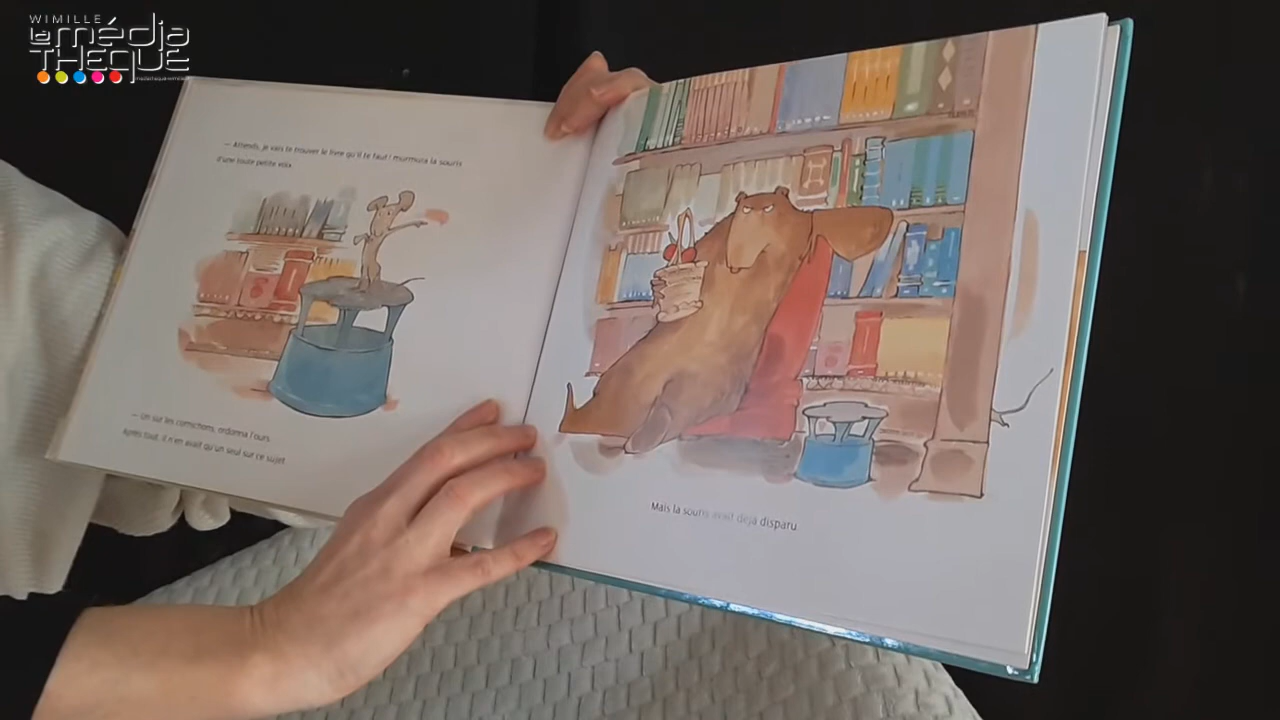 WIMILLE
la média
THEQUE
— Attends, je vais te trouver le livre qu'il te faut ! murmura la souris
d'une toute petite voix.
— Un sur les cornichons, ordonna l'ours.
Après tout, il n'en avait qu'un seul sur ce sujet.
Mais la souris avait déjà disparu